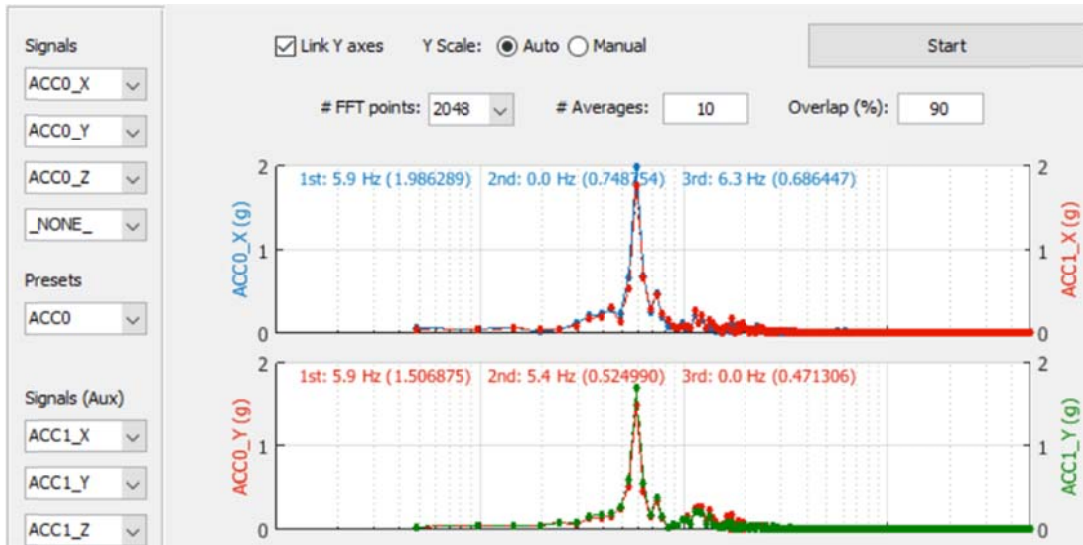 Signals
ACC0_X
ACC0_Y
ACC0_Z
_NONE_
Presets
ACC0
Signals (Aux)
ACC1_X
ACC1_Y
ACC1_Z
Link Y axes Y Scale: Auto Manual Start
# FFT points: 2048 # Averages: 10 Overlap (%): 90
1st: 5.9 Hz (1.986289) 2nd: 0.0 Hz (0.748754) 3rd: 6.3 Hz (0.686447)
2 2
1 1
0 0
ACC0_X (g)
ACC1_X (g)
1st: 5.9 Hz (1.506875) 2nd: 5.4 Hz (0.524990) 3rd: 0.0 Hz (0.471306)
2 2
1 1
0 0
ACC0_Y (g)
ACC1_Y (g)